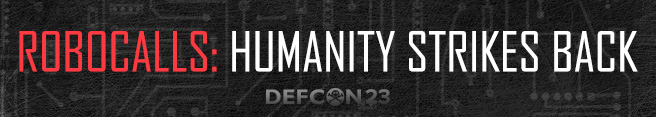 ROBOCALLS: HUMANITY STRIKES BACK
DEFCON 23